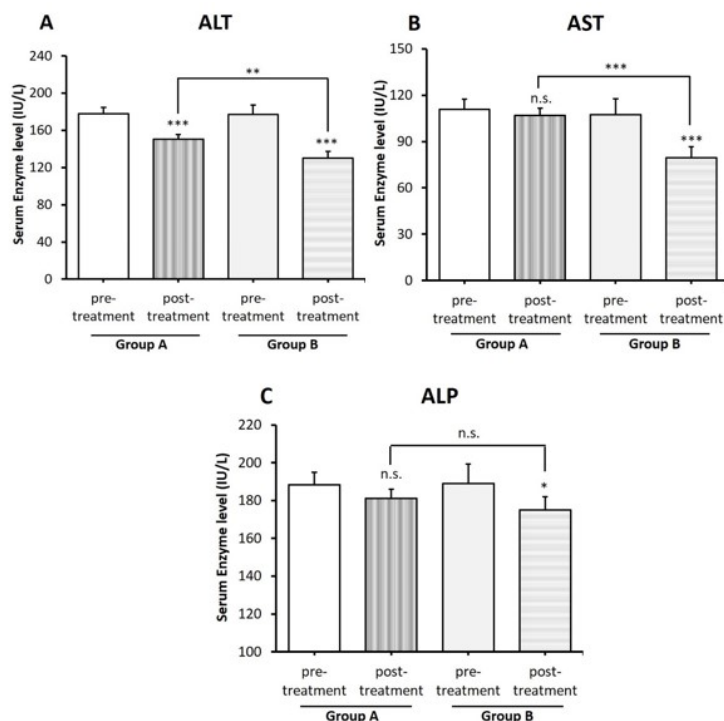 A ALT
Serum Enzyme level (IU/L)
240
200
160
120
80
40
0
**
***
***
pre-treatment
post-treatment
pre-treatment
post-treatment
Group A
Group B
B AST
Serum Enzyme level (IU/L)
150
120
90
60
30
0
***
n.s.
***
pre-treatment
post-treatment
pre-treatment
post-treatment
Group A
Group B
C ALP
Serum Enzyme level (IU/L)
220
200
180
160
140
120
100
n.s.
n.s.
*
pre-treatment
post-treatment
pre-treatment
post-treatment
Group A
Group B